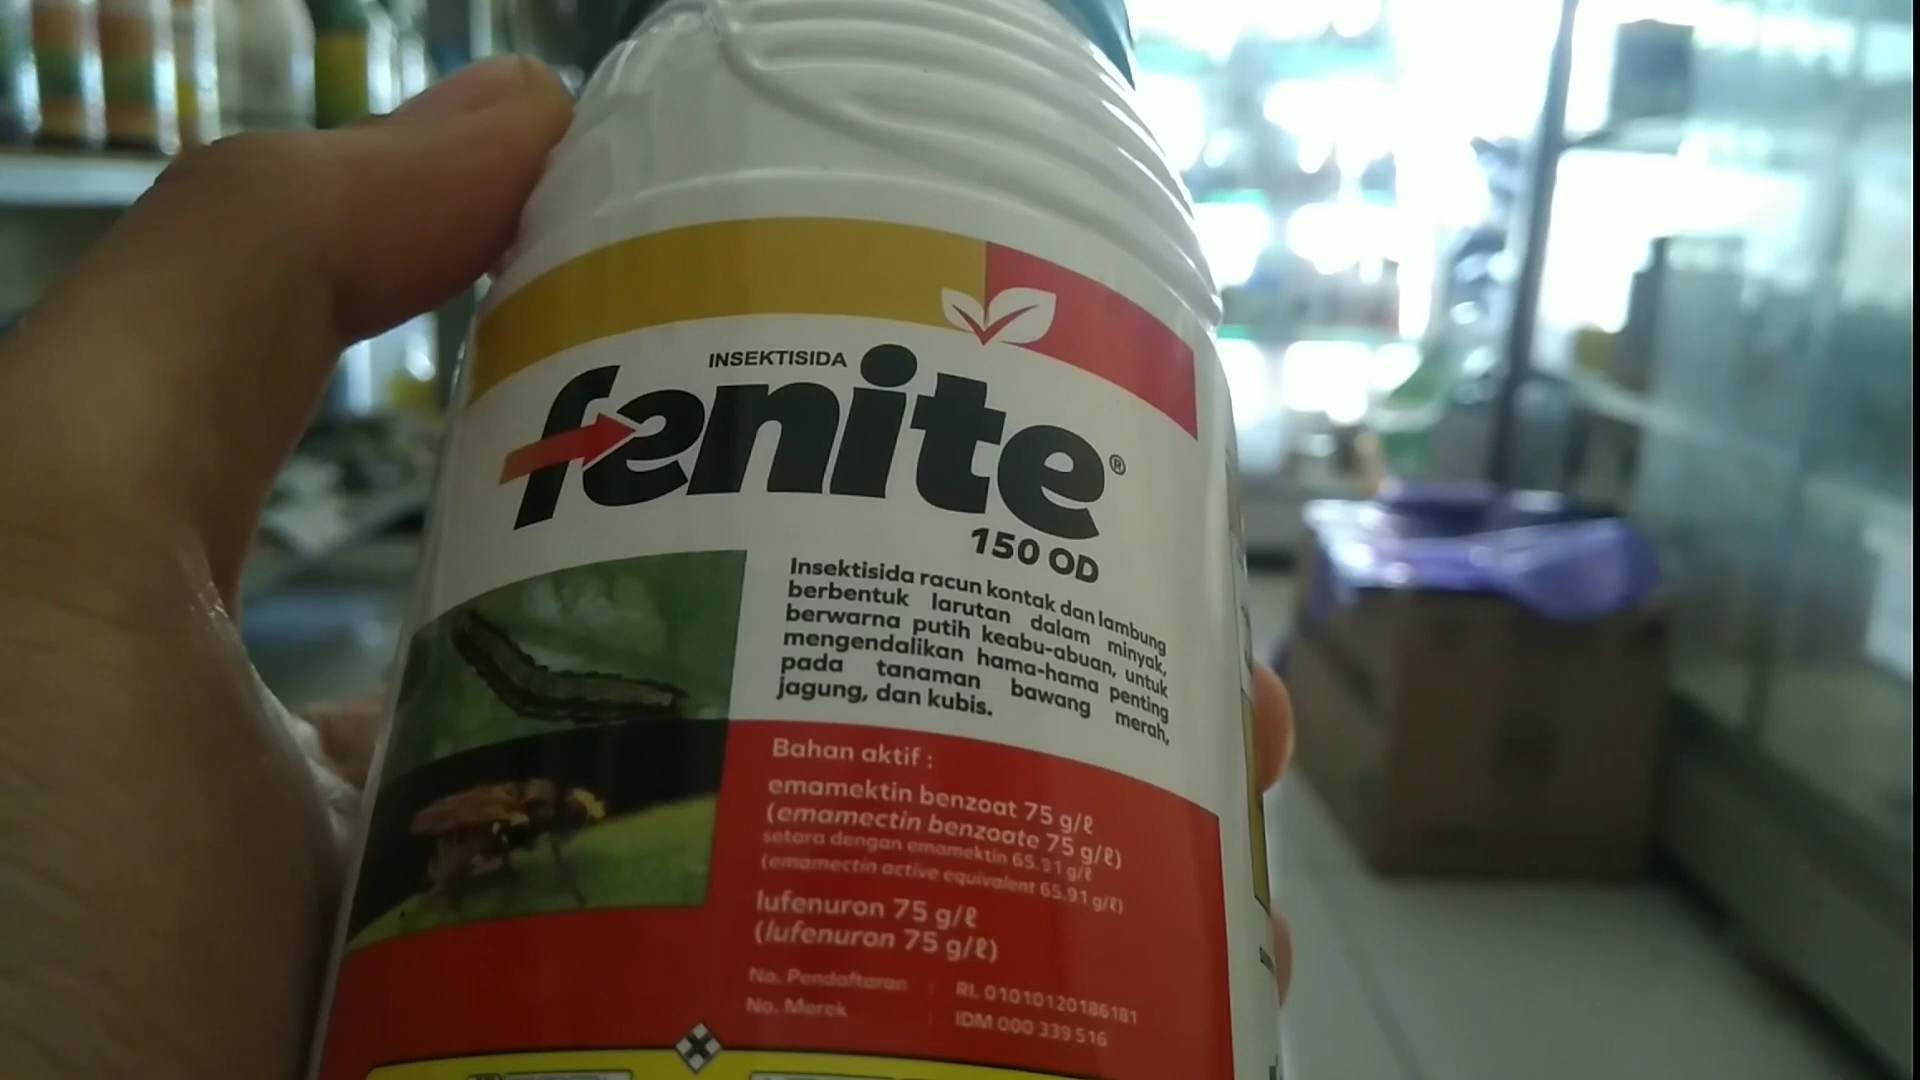 INSEKTISIDA
fenite®
150 OD
Insektisida racun kontak dan lambung
berbentuk larutan dalam minyak,
berwarna putih keabu-abuan, untuk
mengendalikan hama-hama penting
pada tanaman bawang merah,
jagung, dan kubis.
Bahan aktif :
emamektin benzoat 75 g/ℓ
(emamectin benzoate 75 g/ℓ)
setara dengan emamektin 65.91 g/ℓ
(emamectin active equivalent 65.91 g/ℓ)
lufenuron 75 g/ℓ
(lufenuron 75 g/ℓ)
No. Pendaftaran : RI. 01010120186181
No. Merek : IDM 000 339 516